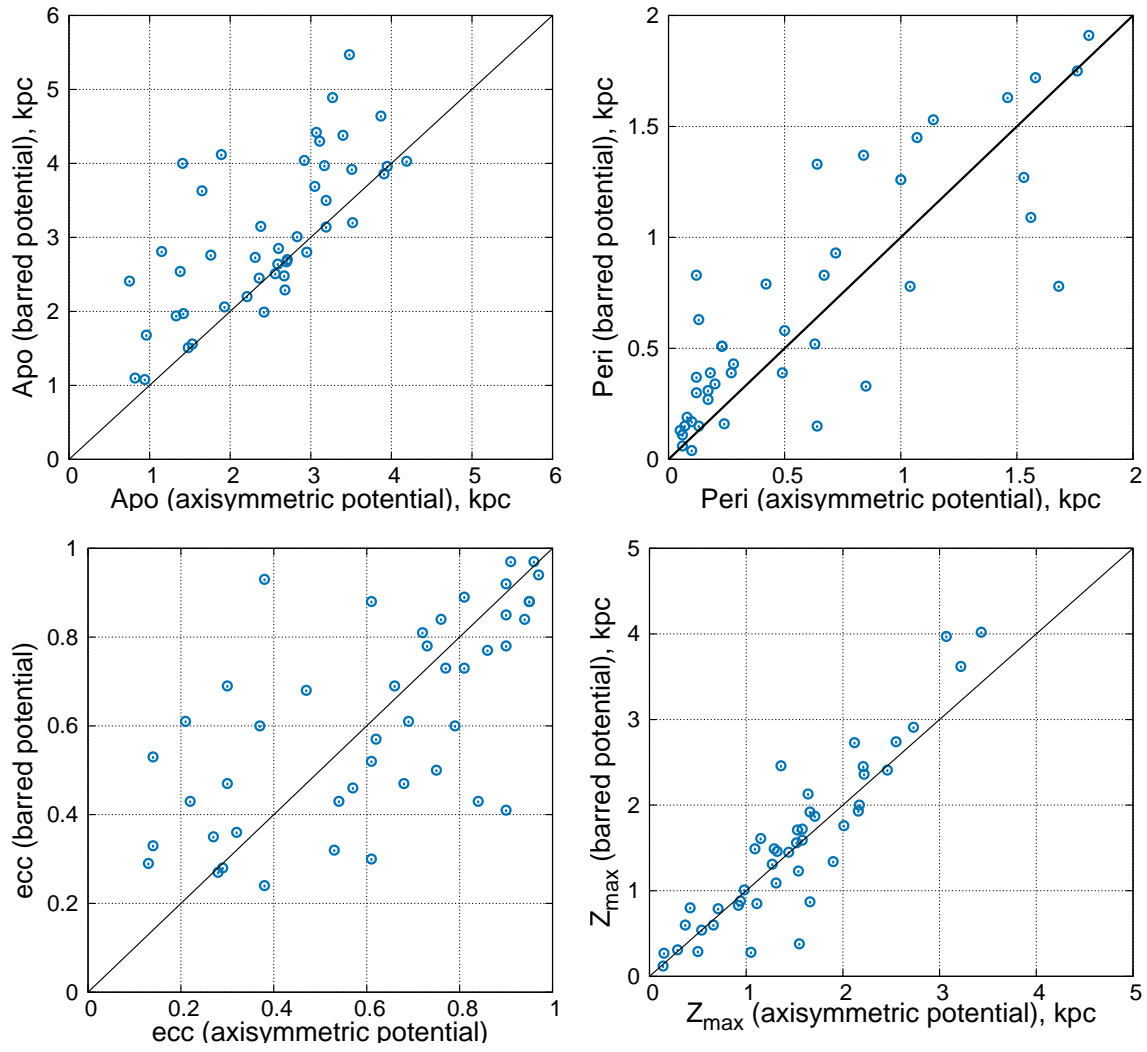 6
5
4
3
2
1
0
0 1 2 3 4 5 6
Apo (barred potential), kpc
Apo (axisymmetric potential), kpc
2
1.5
1
0.5
0
0 0.5 1 1.5 2
Peri (barred potential), kpc
Peri (axisymmetric potential), kpc
1
0.8
0.6
0.4
0.2
0
0 0.2 0.4 0.6 0.8 1
ecc (barred potential)
ecc (axisymmetric potential)
5
4
3
2
1
0
0 1 2 3 4 5
Zmax (barred potential), kpc
Zmax (axisymmetric potential), kpc